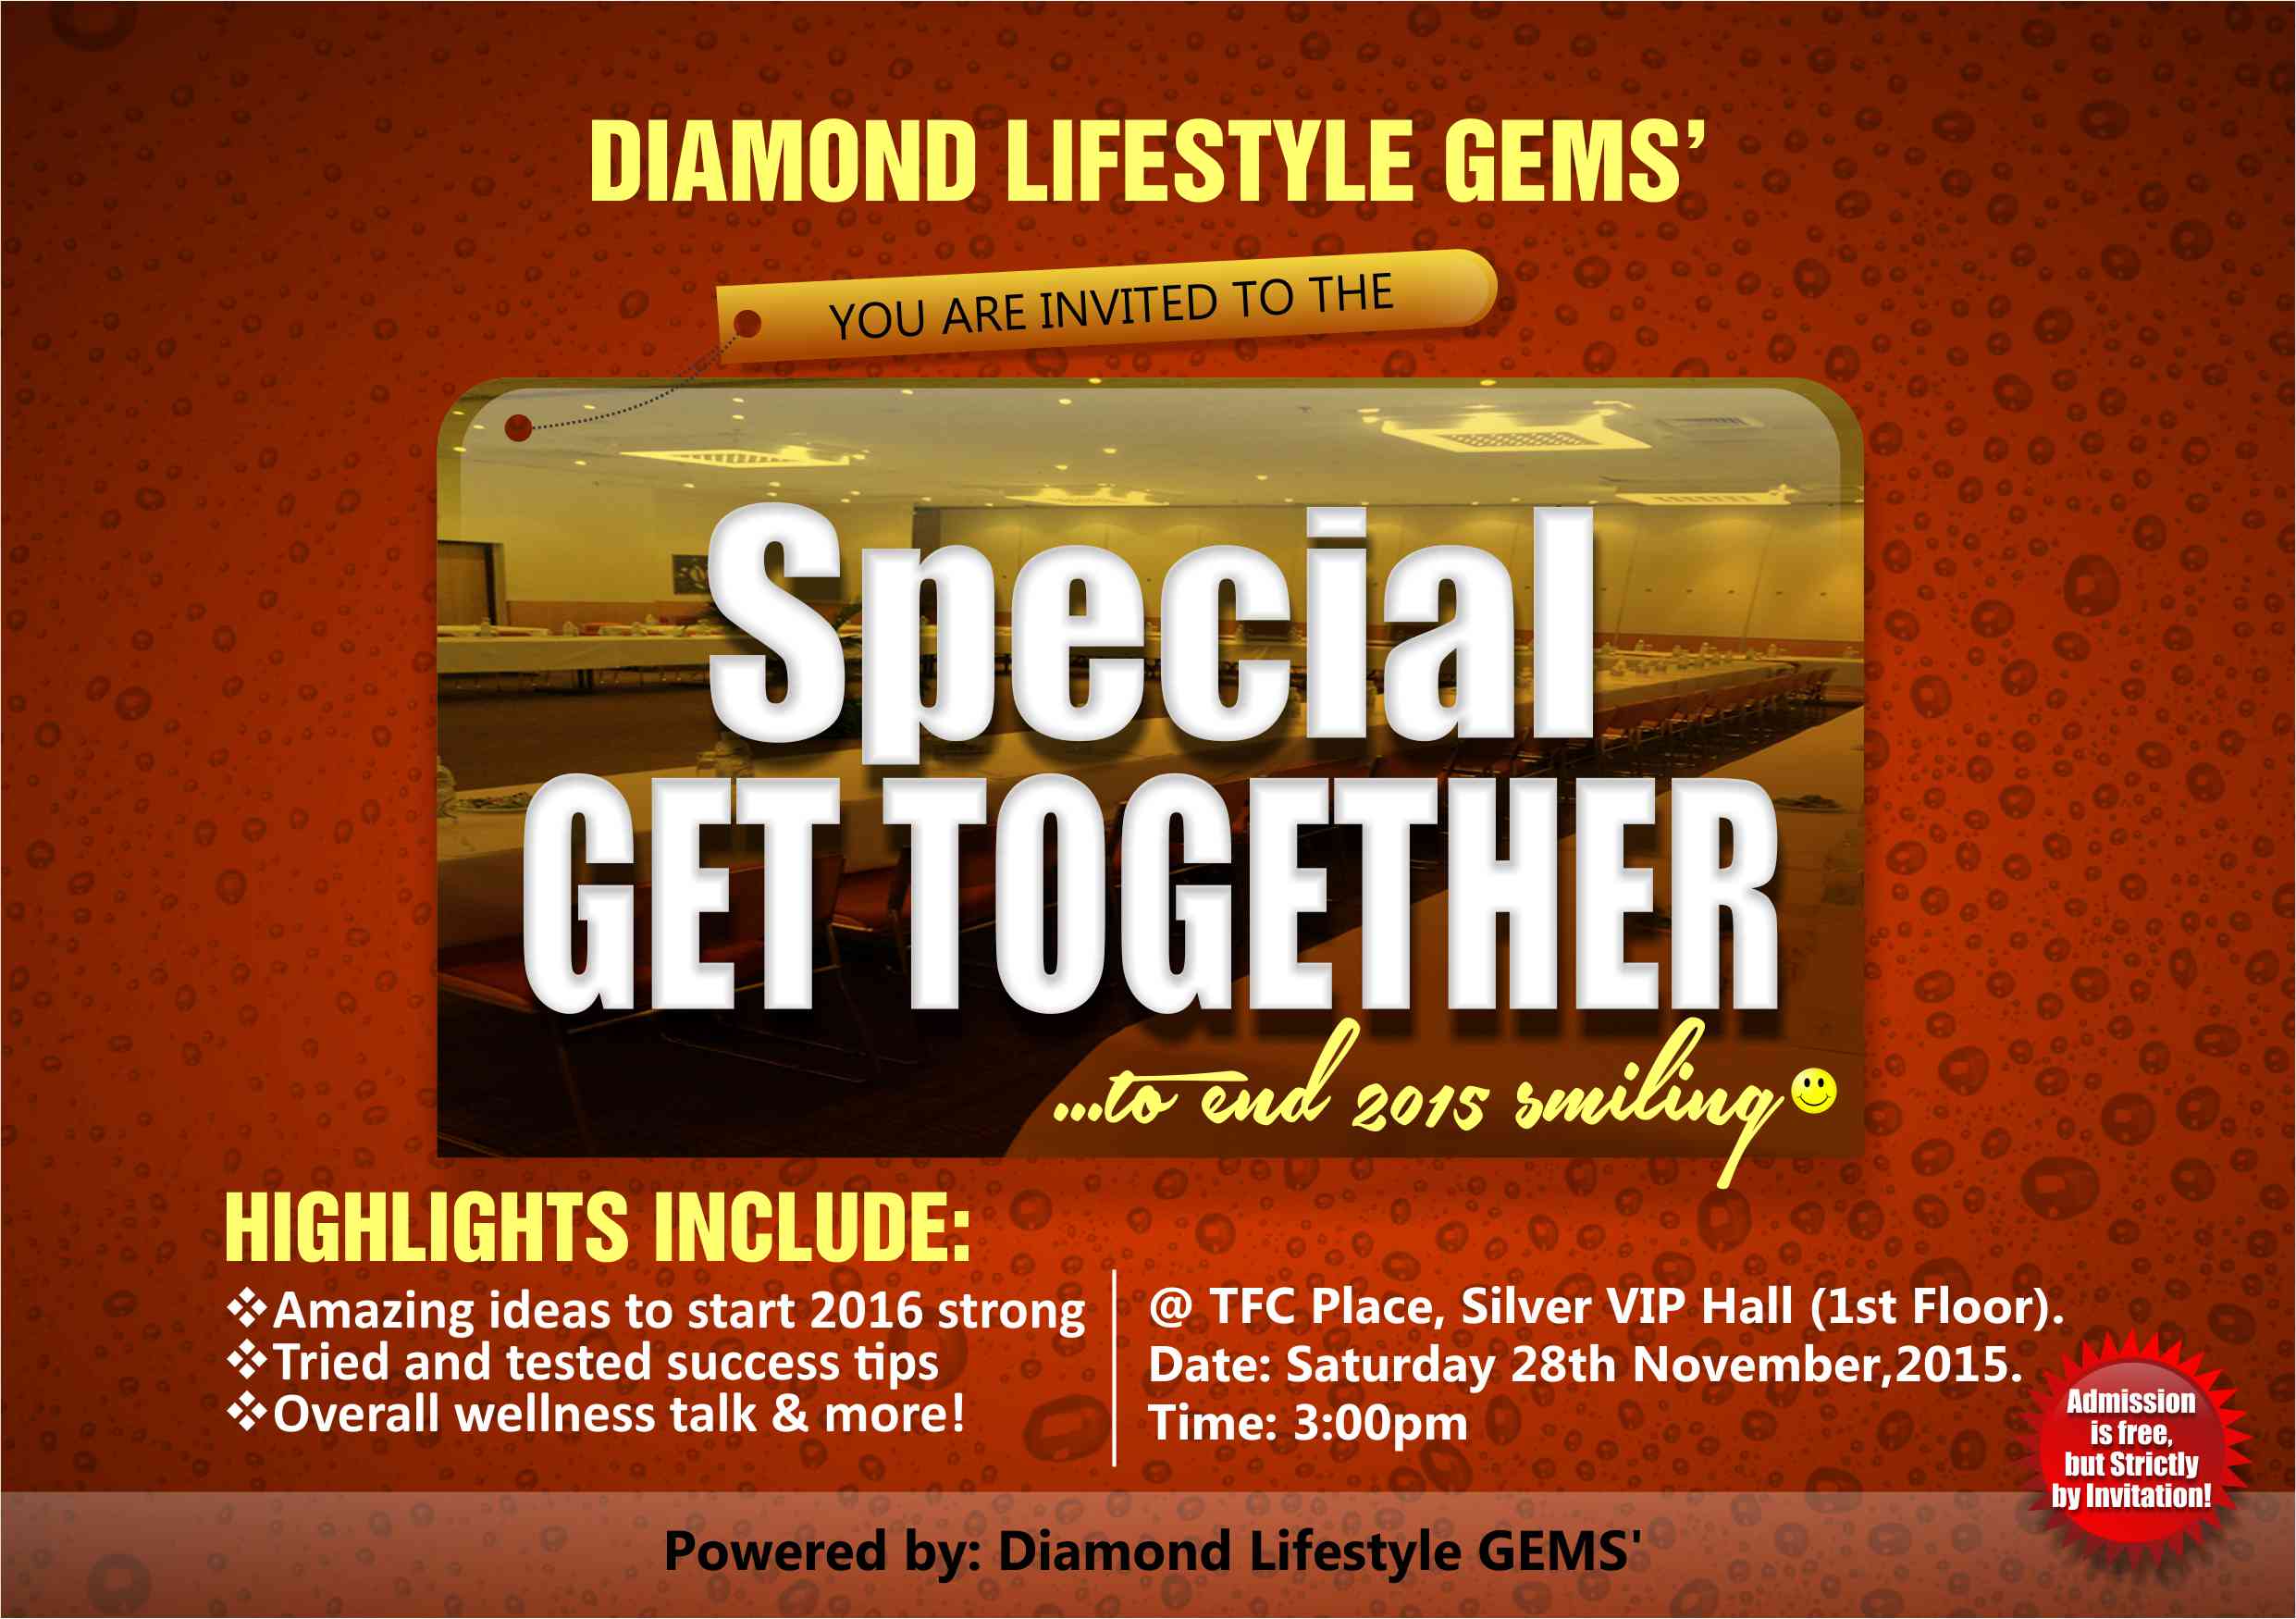 DIAMOND LIFESTYLE GEMS’
YOU ARE INVITED TO THE
Special
GET TOGETHER
...to end 2015 smiling
HIGHLIGHTS INCLUDE:
❖Amazing ideas to start 2016 strong
❖Tried and tested success tips
❖Overall wellness talk & more!
@ TFC Place, Silver VIP Hall (1st Floor).
Date: Saturday 28th November,2015.
Time: 3:00pm
Admission
is free,
but Strictly
by Invitation!
Powered by: Diamond Lifestyle GEMS'